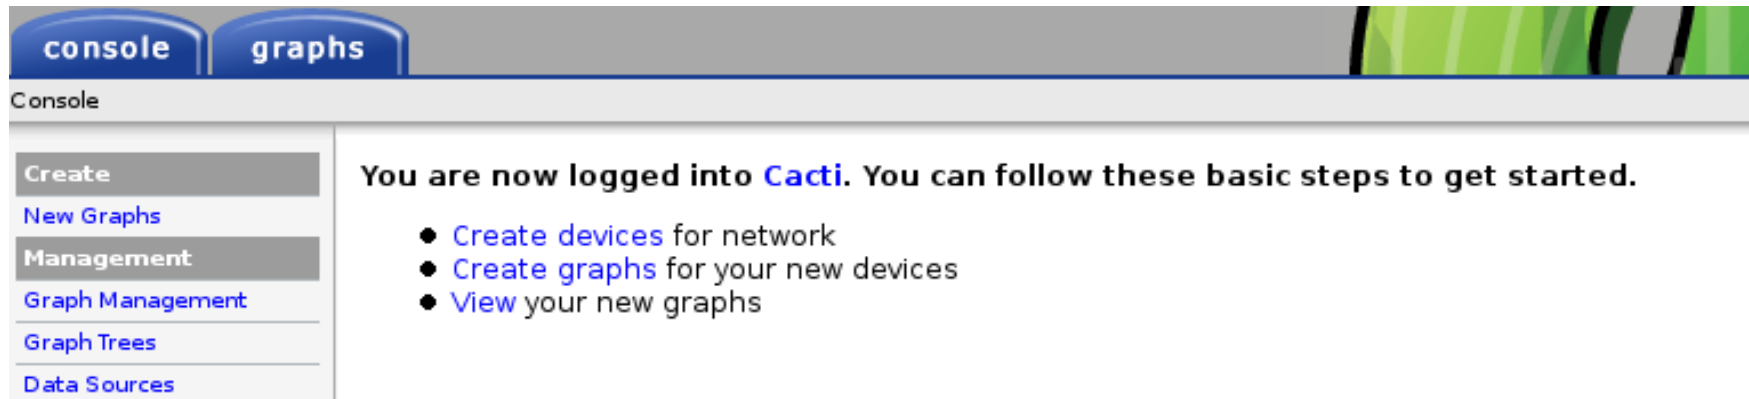 console
graphs
Console
Create
New Graphs
Management
Graph Management
Graph Trees
Data Sources
You are now logged into Cacti. You can follow these basic steps to get started.
Create devices for network
Create graphs for your new devices
View your new graphs